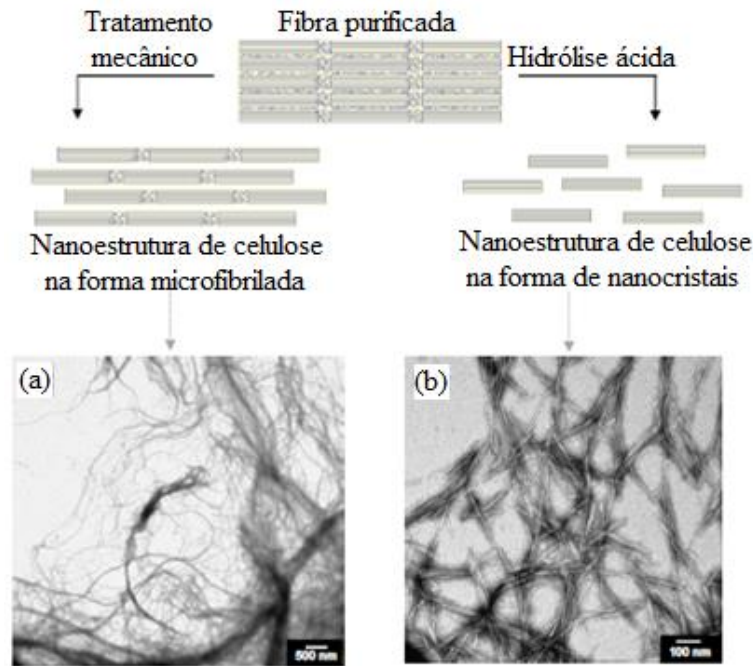 Tratamento
mecânico
Fibra purificada
Hidrólise ácida
Nanoestrutura de celulose
na forma microfibrilada
Nanoestrutura de celulose
na forma de nanocristais
(a)
500 nm
(b)
100 nm